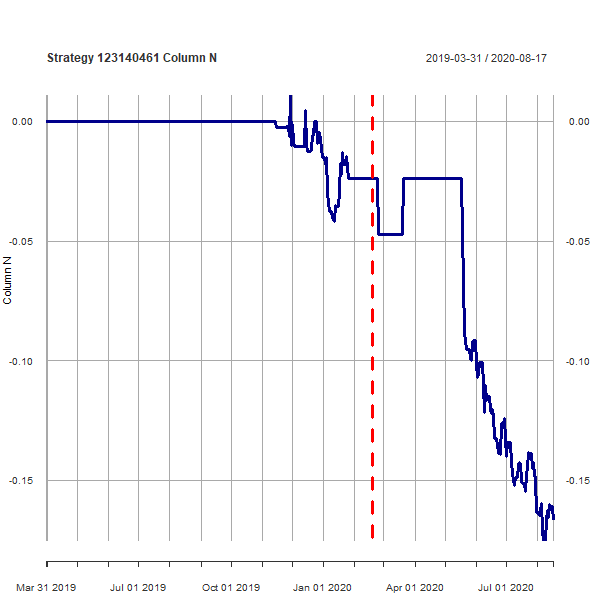 Strategy 123140461 Column N
2019-03-31 / 2020-08-17
0.00 0.00
-0.05 -0.05
Column N
-0.10 -0.10
-0.15 -0.15
Mar 31 2019 Jul 01 2019 Oct 01 2019 Jan 01 2020 Apr 01 2020 Jul 01 2020